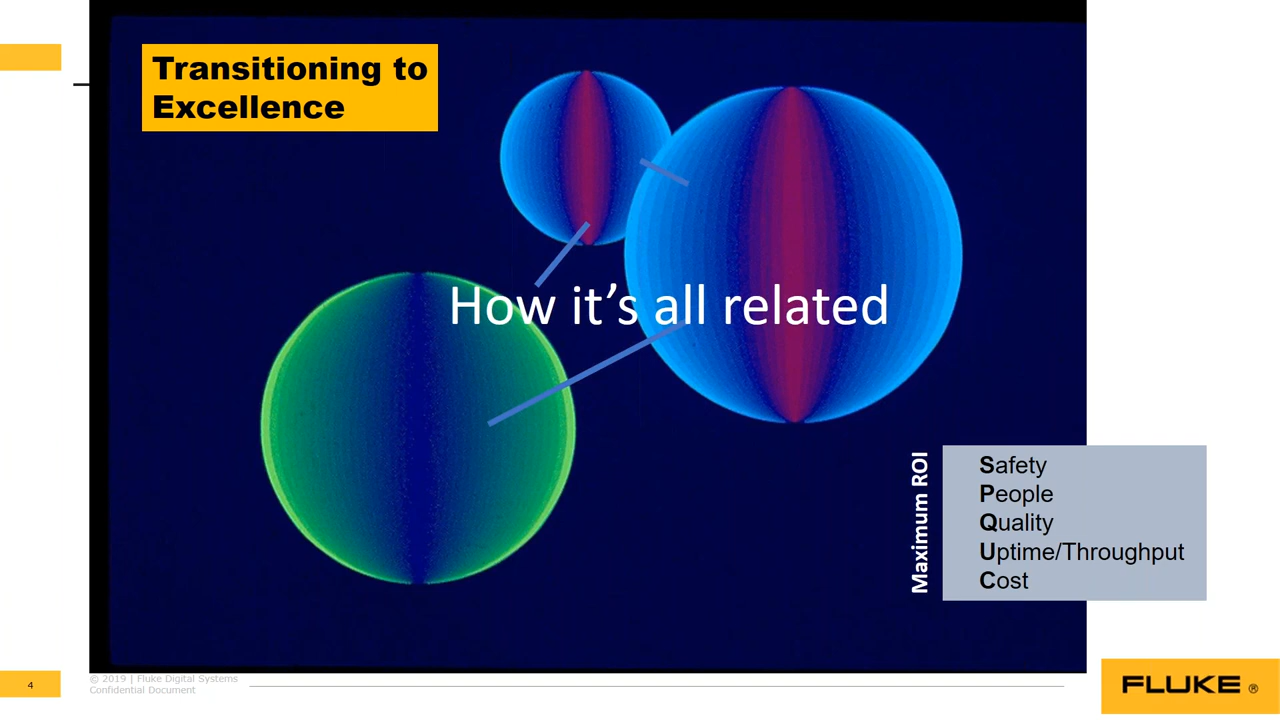 Transitioning to
Excellence
How it’s all related
Maximum ROI
Safety
People
Quality
Uptime/Throughput
Cost
4
© 2019 | Fluke Digital Systems
Confidential Document
FLUKE ®